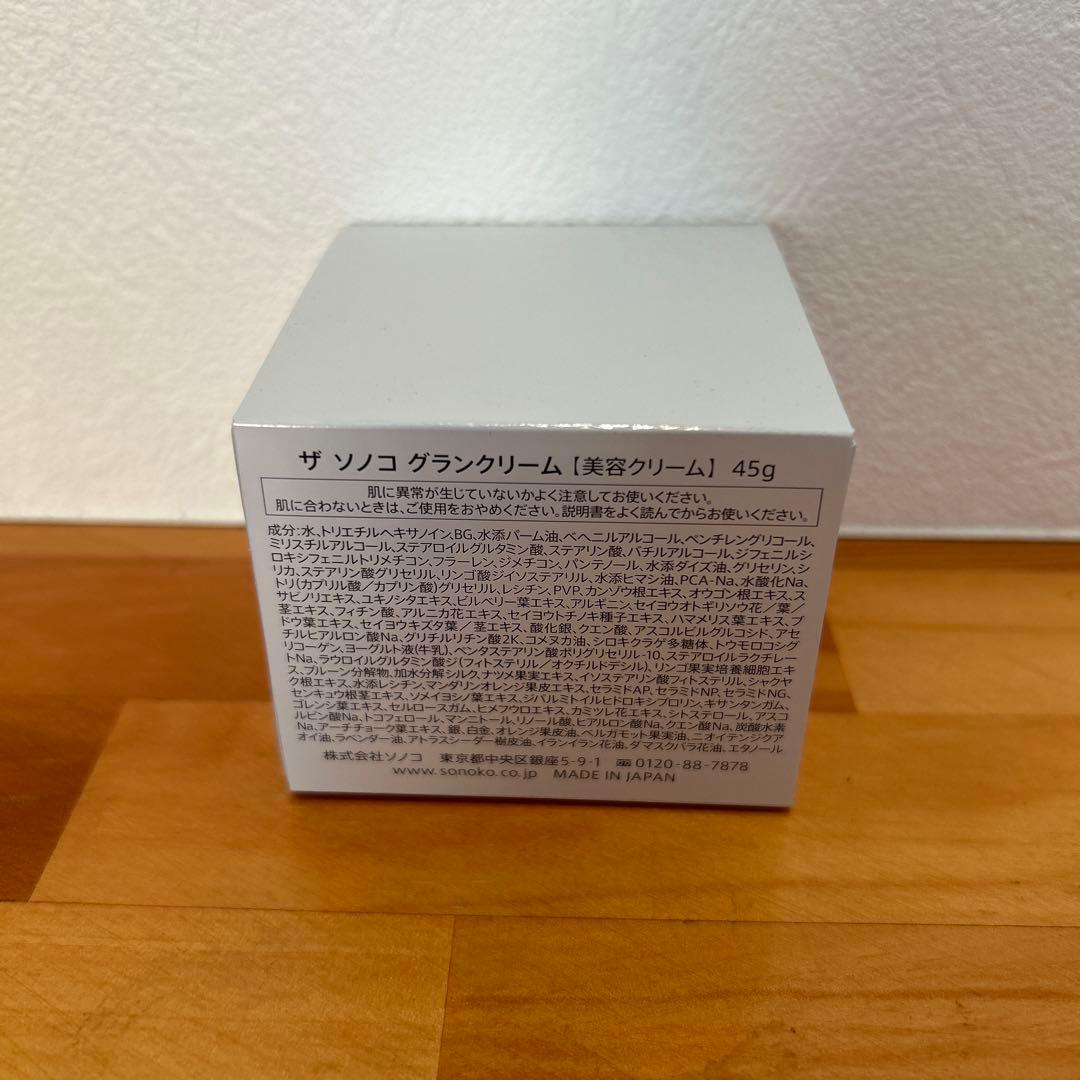 ザ ソノコ グランクリーム【美容クリーム】 45g
肌に異常が生じていないかよく注意してお使いください。
肌に合わないときは、ご使用をおやめください。説明書をよく読んでからお使いください。
成分：水、トリエチルヘキサノイン、BG、水添パーム油、ベヘニルアルコール、ペンチレングリコール、
ミリスチルアルコール、ステアロイルグルタミン酸、ステアリン酸、バチルアルコール、ジフェニルシ
ロキシフェニルトリメチコン、フラーレン、ジメチコン、パンテノール、水添ダイズ油、グリセリン、シ
リカ、ステアリン酸グリセリル、リンゴ酸ジイソステアリル、水添ヒマシ油、PCA-Na、水酸化Na、
トリ(カプリル酸／カプリン酸)グリセリル、レシチン、PVP、カンゾウ根エキス、オウゴン根エキス、ス
サビノリエキス、ユキノシタエキス、ビルベリー葉エキス、アルギニン、セイヨウオトギリソウ花／葉／
茎エキス、フィチン酸、アルニカ花エキス、セイヨウトチノキ種子エキス、ハマメリス葉エキス、ブ
ドウ葉エキス、セイヨウキズタ葉／茎エキス、酸化銀、クエン酸、アスコルビルグルコシド、アセ
チルヒアルロン酸Na、グリチルリチン酸2K、コメヌカ油、シロキクラゲ多糖体、トウモロコシグ
リコーゲン、ヨーグルト液(牛乳)、ペンタステアリン酸ポリグリセリル-10、ステアロイルラクチレー
トNa、ラウロイルグルタミン酸ジ(フィトステリル／オクチルドデシル)、リンゴ果実培養細胞エキ
ス、プルーン分解物、加水分解シルク、ナツメ果実エキス、イソステアリン酸フィトステリル、シャクヤ
ク根エキス、水添レシチン、マンダリンオレンジ果皮エキス、セラミドAP、セラミドNP、セラミドNG、
センキュウ根茎エキス、ソメイヨシノ葉エキス、ジパルミトイルヒドロキシプロリン、キサンタンガム、
ゴレンシ葉エキス、セルロースガム、ヒメフウロエキス、カミツレ花エキス、シトステロール、アスコ
ルビン酸Na、トコフェロール、マンニトール、リノール酸、ヒアルロン酸Na、クエン酸Na、炭酸水素
Na、アーチチョーク葉エキス、銀、白金、オレンジ果皮油、ベルガモット果実油、ニオイテンジクア
オイ油、ラベンダー油、アトラスシーダー樹皮油、イランイラン花油、ダマスクバラ花油、エタノール
株式会社ソノコ 東京都中央区銀座5-9-1 0120-88-7878
www.sonoko.co.jp MADE IN JAPAN